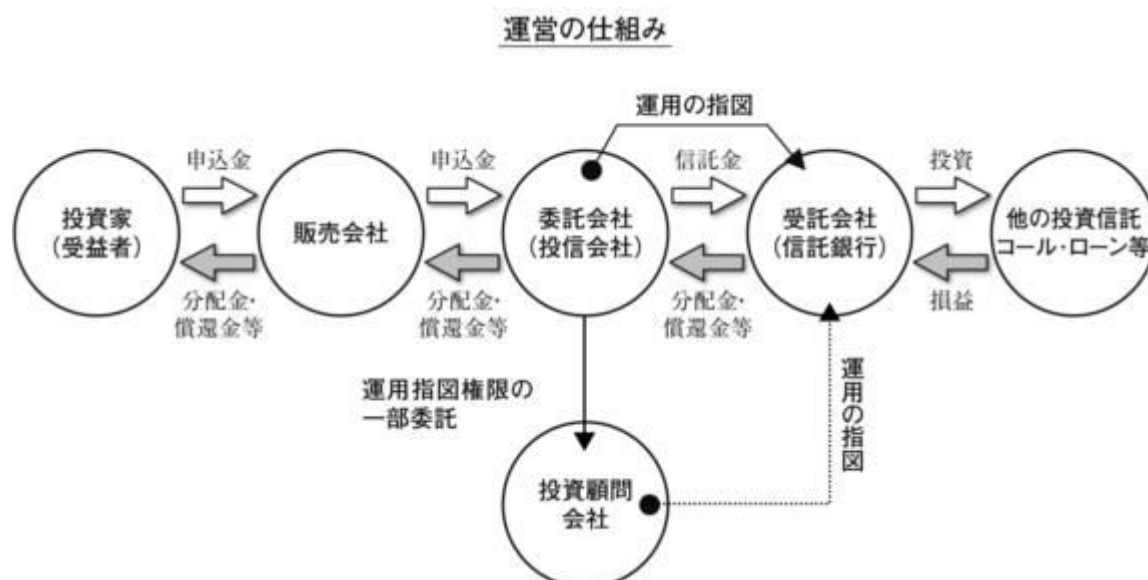 運営の仕組み
運用の指図
申込金
申込金
信託金
投資
投資家
(受益者)
販売会社
委託会社
(投信会社)
受託会社
(信託銀行)
他の投資信託
コール・ローン等
分配金・
償還金等
分配金・
償還金等
分配金・
償還金等
損益
運用指図権限の
一部委託
運用の指図
投資顧問
会社